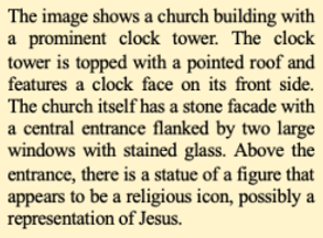 The image shows a church building with
a prominent clock tower. The clock
tower is topped with a pointed roof and
features a clock face on its front side.
The church itself has a stone facade with
a central entrance flanked by two large
windows with stained glass. Above the
entrance, there is a statue of a figure that
appears to be a religious icon, possibly a
representation of Jesus.